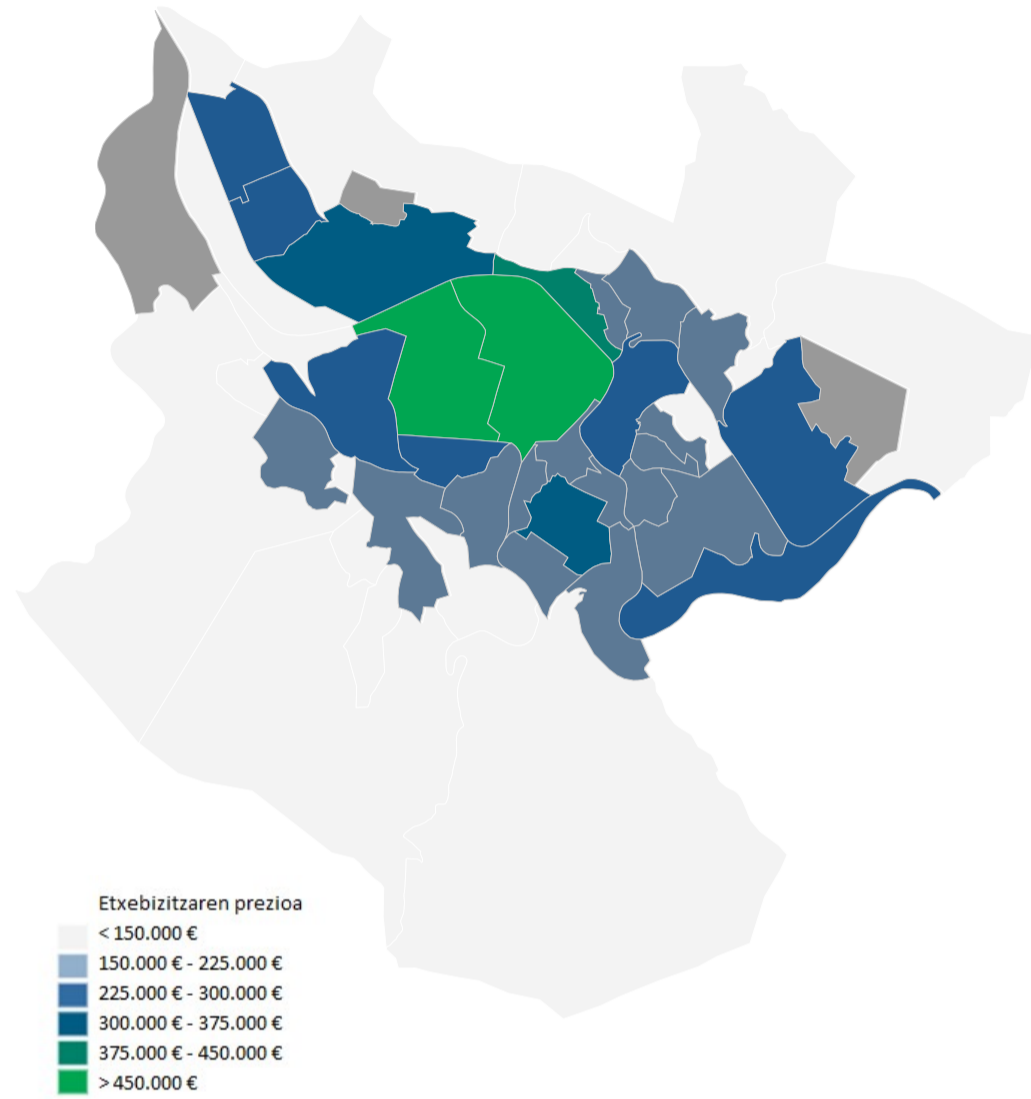 Etxebizitzaren prezioa
< 150.000 €
150.000 € - 225.000 €
225.000 € - 300.000 €
300.000 € - 375.000 €
375.000 € - 450.000 €
> 450.000 €